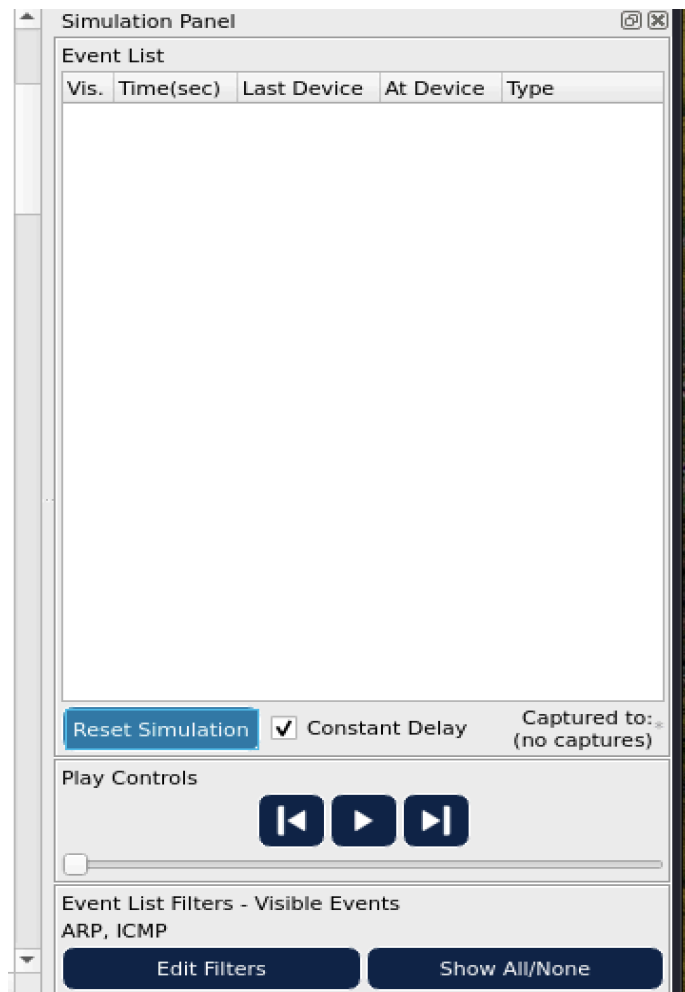 Simulation Panel
Event List
Vis. Time(sec) Last Device At Device Type
Reset Simulation Constant Delay Captured to:*
(no captures)
Play Controls
Event List Filters - Visible Events
ARP, ICMP
Edit Filters Show All/None